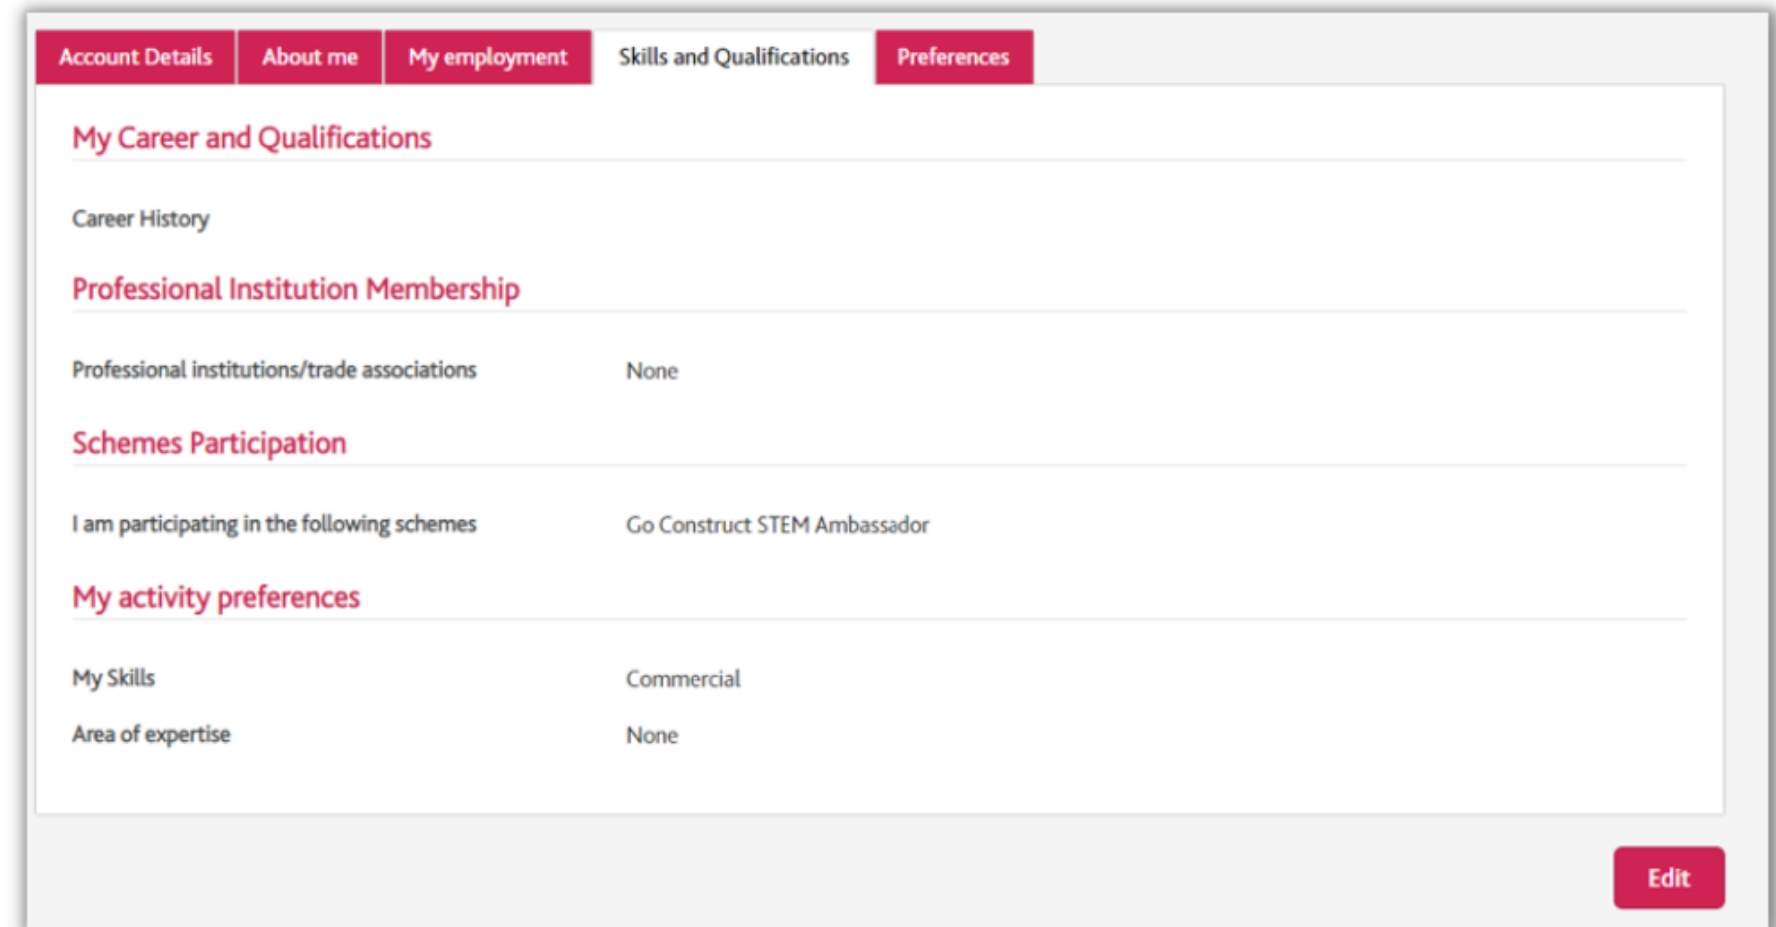 Account Details About me My employment Skills and Qualifications Preferences
My Career and Qualifications
Career History
Professional Institution Membership
Professional institutions/trade associations None
Schemes Participation
I am participating in the following schemes Go Construct STEM Ambassador
My activity preferences
My Skills Commercial
Area of expertise None
Edit